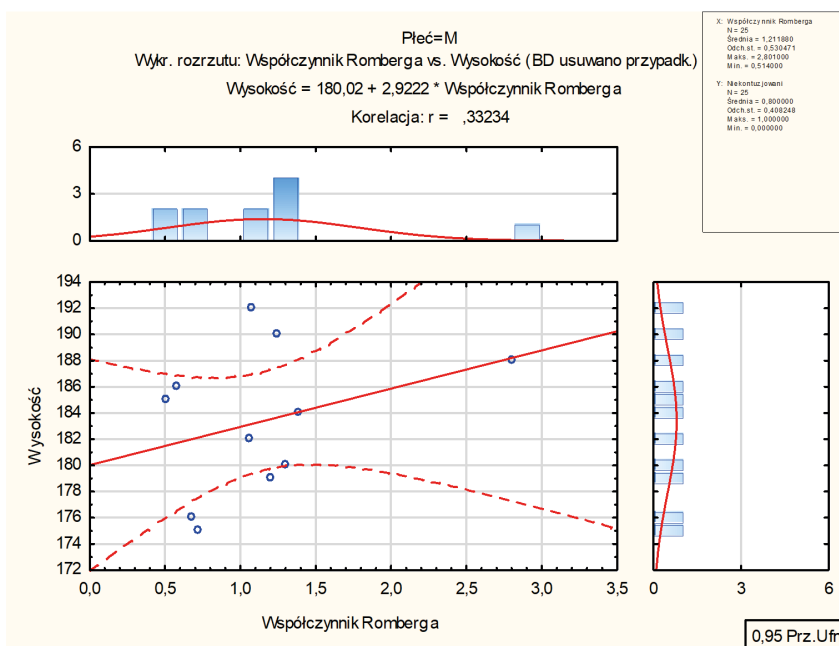 Płeć=M
Wykr. rozrzutu: Współczynnik Romberga vs. Wysokość (BD usuwano przypadk.)
Wysokość = 180,02 + 2,9222 * Współczynnik Romberga
Korelacja: r = ,33234
X: Współczynnik Romberga
N = 25
Średnia = 1,211880
Odch.st. = 0,530471
Maks. = 2,801000
Min. = 0,514000
Y: Niekontuzjowani
N = 25
Średnia = 0,800000
Odch.st. = 0,408248
Maks. = 1,000000
Min. = 0,000000
6
3
0
194
192
190
188
186
184
182
180
178
176
174
172
Wysokość
0,0 0,5 1,0 1,5 2,0 2,5 3,0 3,5
Współczynnik Romberga
0 3 6
0,95 Prz.Ufn